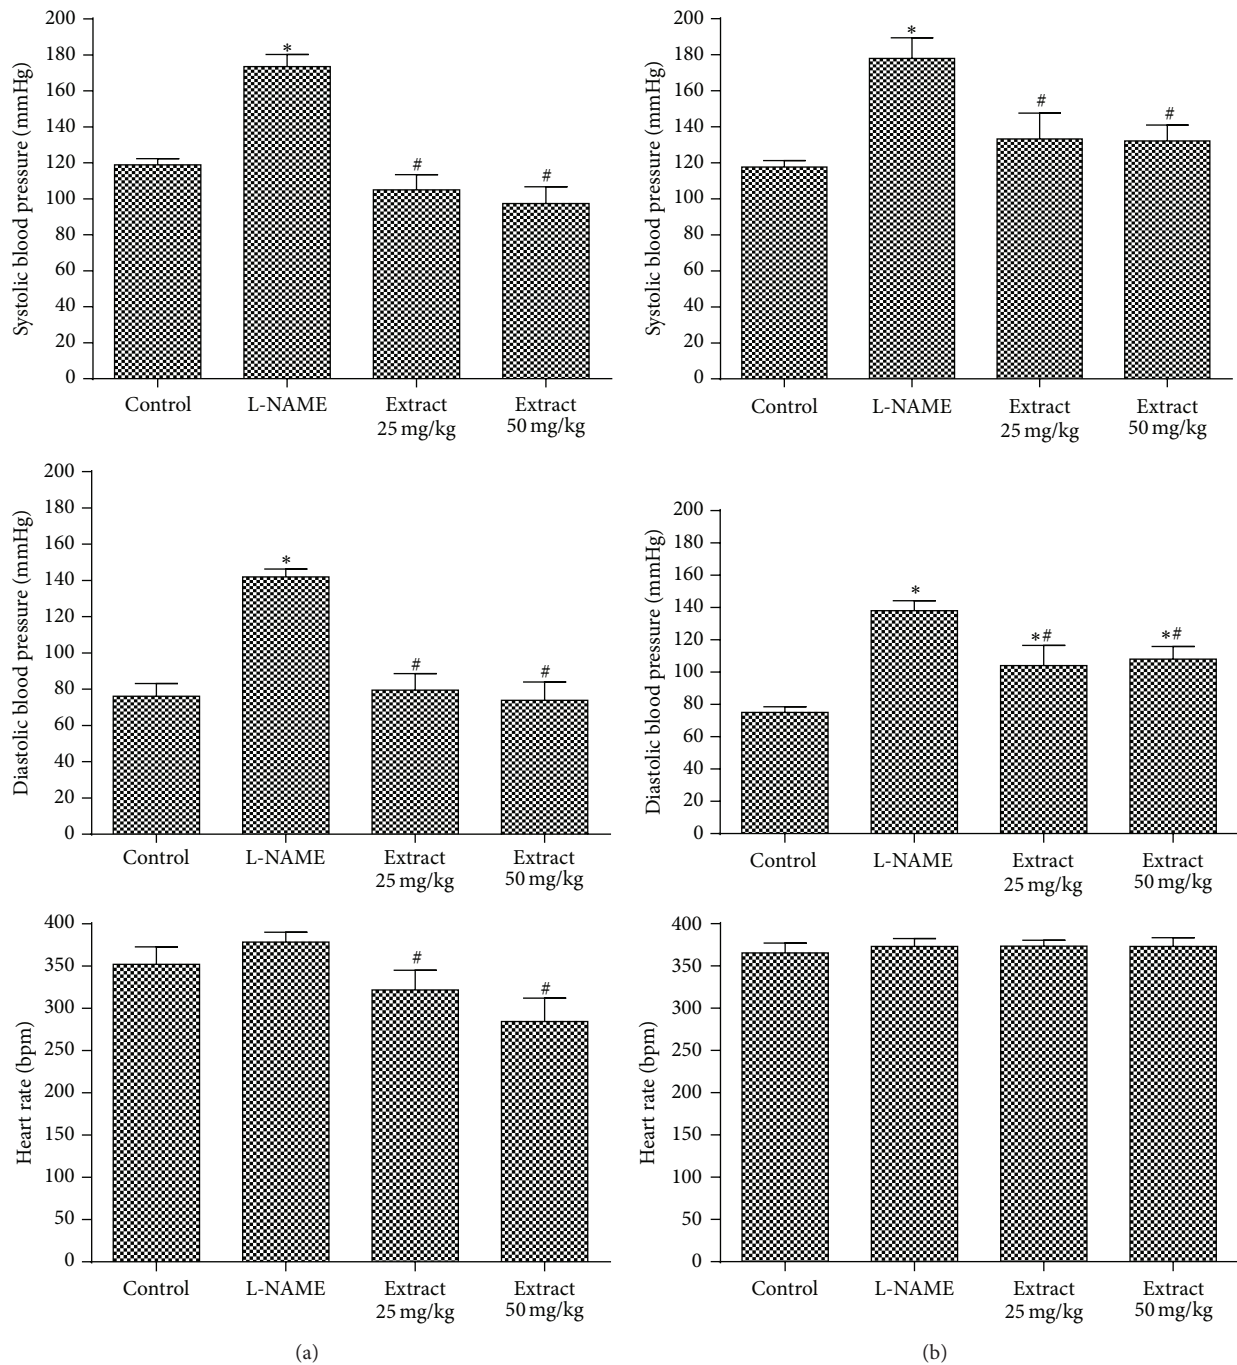 Systolic blood pressure (mmHg)
200
180
160
140
120
100
80
60
40
20
0
*
#
#
Control
L-NAME
Extract
25 mg/kg
Extract
50 mg/kg
Systolic blood pressure (mmHg)
200
180
160
140
120
100
80
60
40
20
0
*
#
#
Control
L-NAME
Extract
25 mg/kg
Extract
50 mg/kg
Diastolic blood pressure (mmHg)
200
180
160
140
120
100
80
60
40
20
0
*
#
#
Control
L-NAME
Extract
25 mg/kg
Extract
50 mg/kg
Diastolic blood pressure (mmHg)
200
180
160
140
120
100
80
60
40
20
0
*
*#
*#
Control
L-NAME
Extract
25 mg/kg
Extract
50 mg/kg
Heart rate (bpm)
400
350
300
250
200
150
100
50
0
#
#
Control
L-NAME
Extract
25 mg/kg
Extract
50 mg/kg
Heart rate (bpm)
400
350
300
250
200
150
100
50
0
Control
L-NAME
Extract
25 mg/kg
Extract
50 mg/kg
(a)
(b)